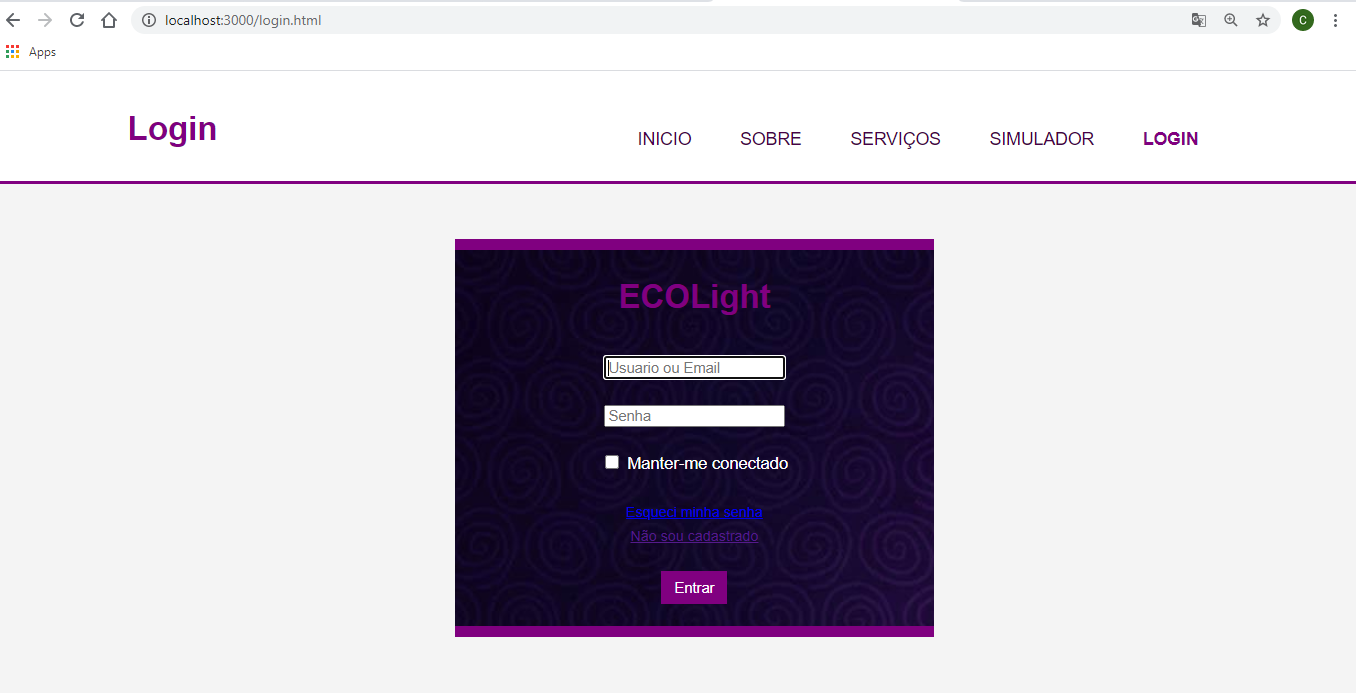 localhost:3000/login.html
C
Apps
Login
INICIO SOBRE SERVIÇOS SIMULADOR LOGIN
ECOLight
Usuario ou Email
Senha
Manter-me conectado
Esqueci minha senha
Não sou cadastrado
Entrar